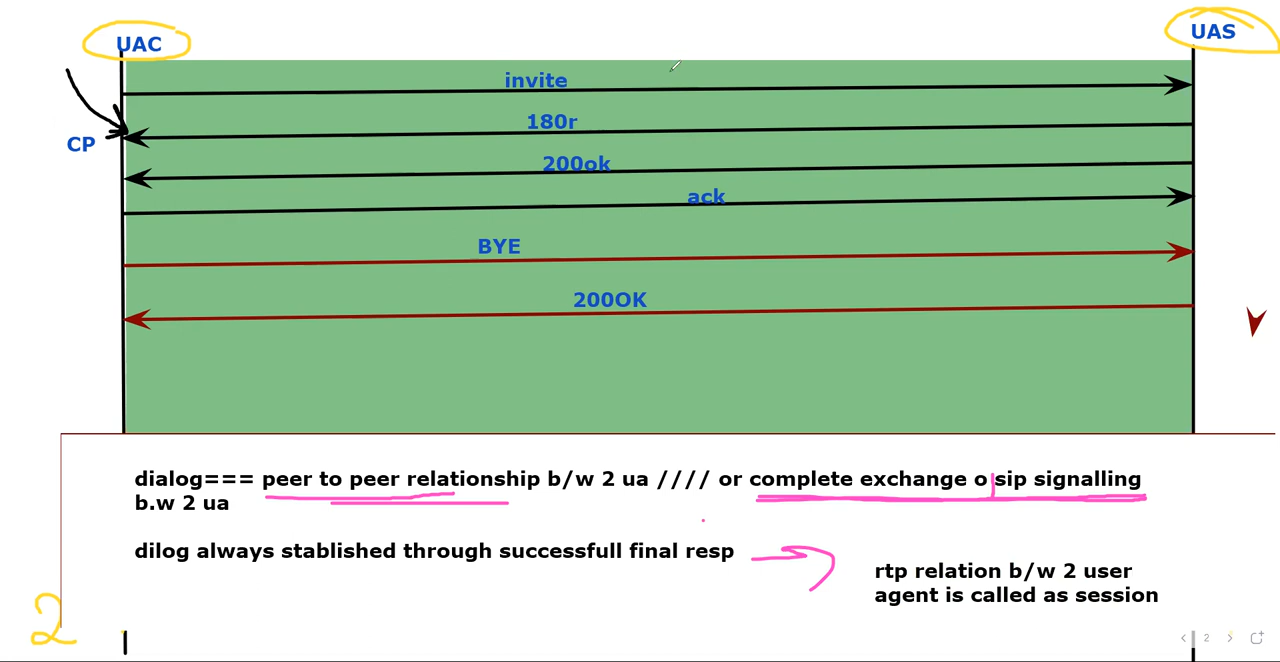 UAC
UAS
invite
180r
CP
200ok
ack
BYE
200OK
dialog=== peer to peer relationship b/w 2 ua //// or complete exchange o sip signalling
b.w 2 ua
dilog always stablished through successfull final resp
rtp relation b/w 2 user
agent is called as session
2
2